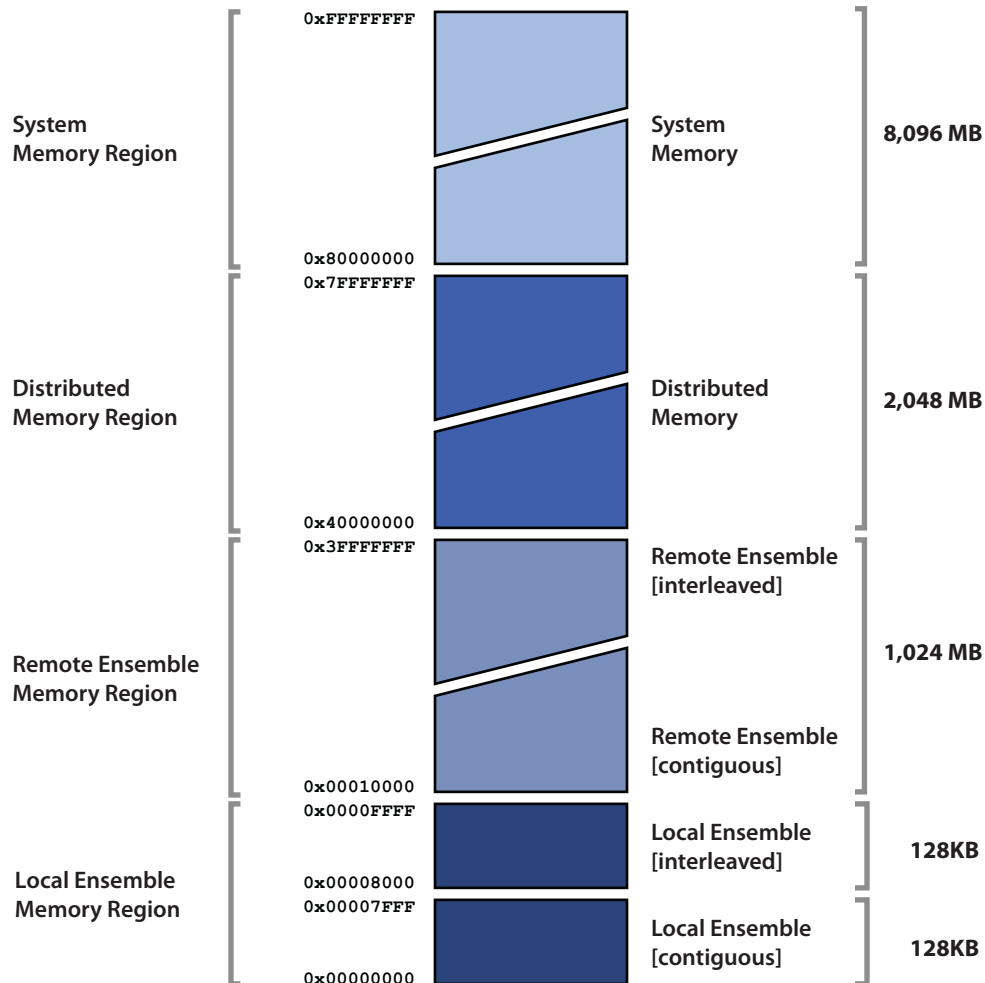 0xFFFFFFFF
System
Memory Region
System
Memory
8,096 MB
0x80000000
0x7FFFFFFF
Distributed
Memory Region
Distributed
Memory
2,048 MB
0x40000000
0x3FFFFFFF
Remote Ensemble
[interleaved]
Remote Ensemble
Memory Region
1,024 MB
Remote Ensemble
[contiguous]
0x00010000
0x0000FFFF
Local Ensemble
[interleaved]
128KB
0x00008000
Local Ensemble
Memory Region
0x00007FFF
Local Ensemble
[contiguous]
128KB
0x00000000